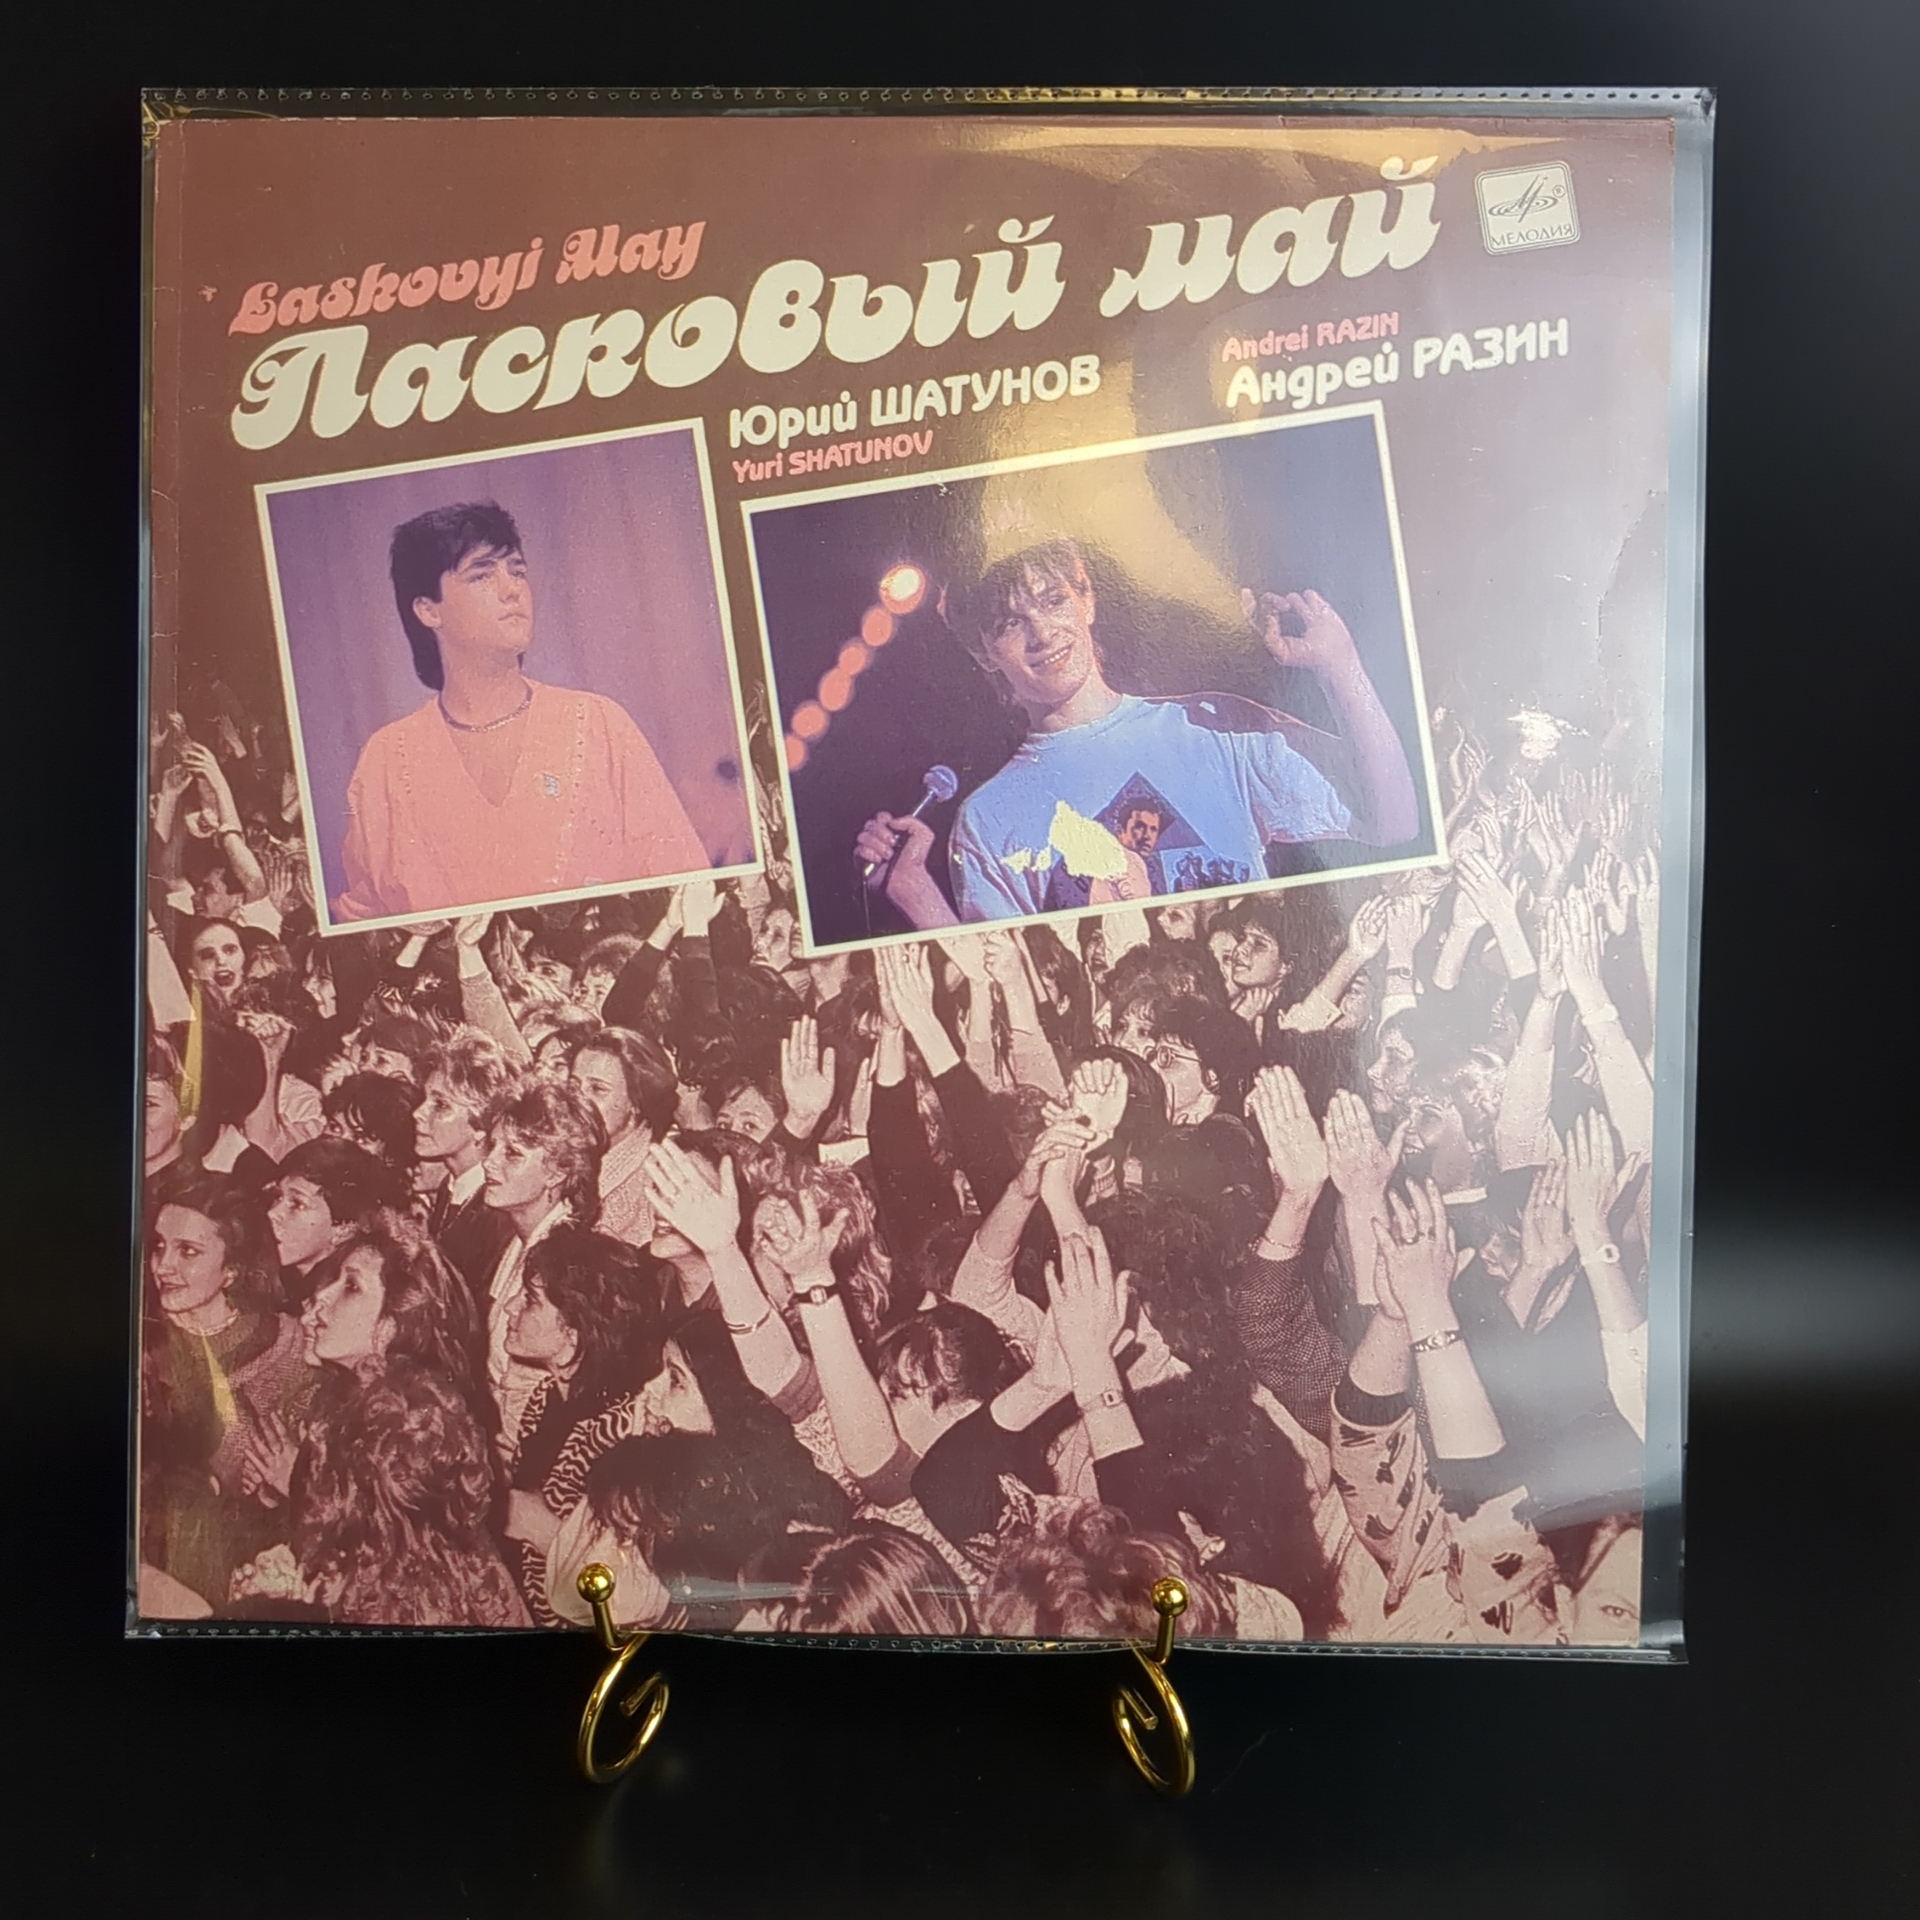 Laskovyi May
Ласковый май
МЕЛОДИЯ
Юрий ШАТУНОВ
Yuri SHATUNOV
Andrei RAZIN
Андрей РАЗИН